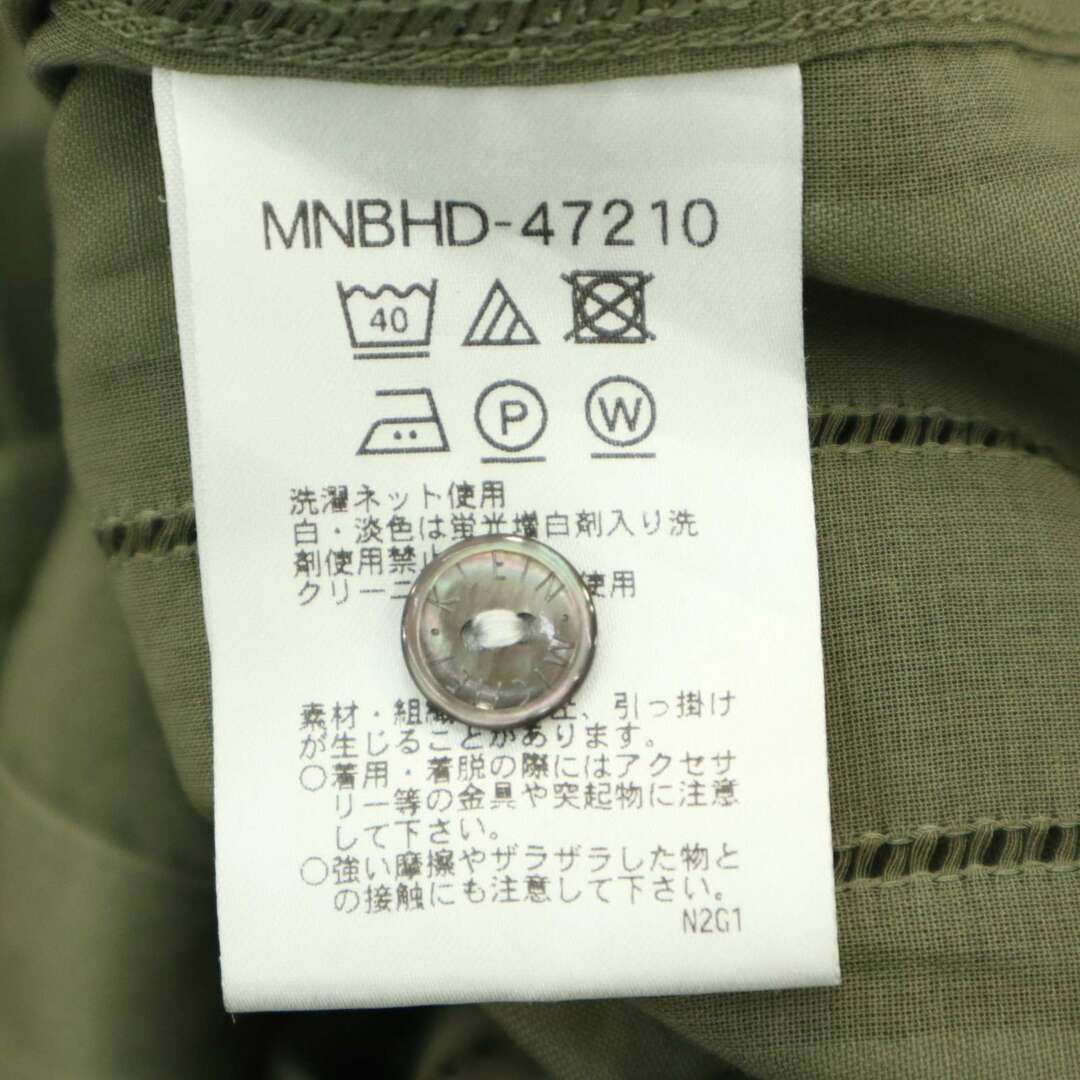 MNBHD-47210
40
P W
洗濯ネット使用
白・淡色は蛍光増白剤入り洗
剤使用禁止
クリーニ 使用
素材・組織 、引っ掛け
が生じることがあります。
○着用・着脱の際にはアクセサ
リー等の金具や突起物に注意
して下さい。
○強い摩擦やザラザラした物と
の接触にも注意して下さい。
N2G1